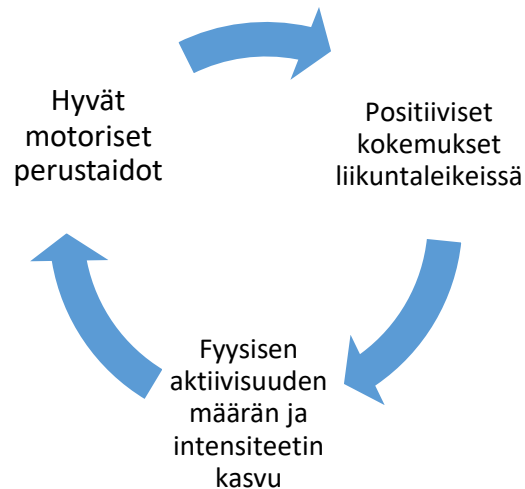 Hyvät
motoriset
perustaidot
Positiiviset
kokemukset
liikuntaleikeissä
Fyysisen
aktiivisuuden
määrän ja
intensiteetin
kasvu